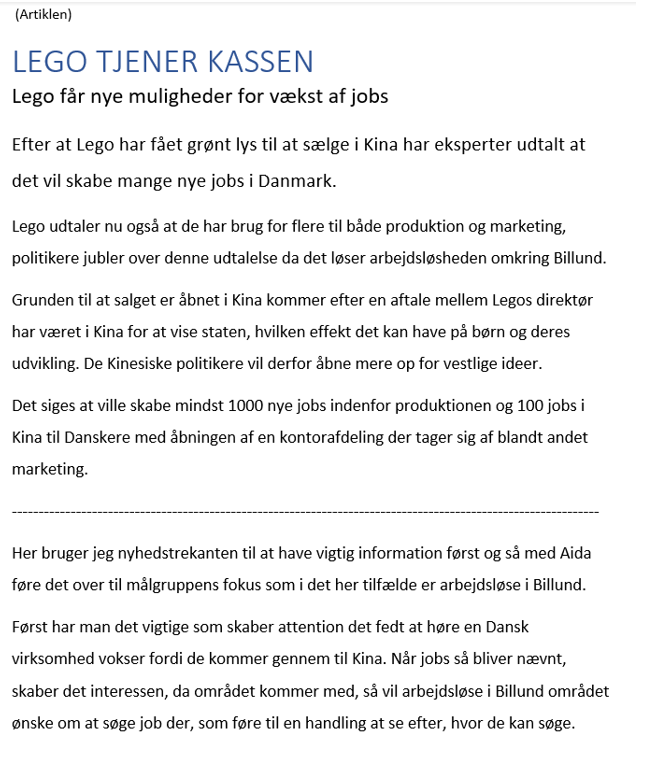 (Artiklen)
LEGO TJENER KASSEN
Lego får nye muligheder for vækst af jobs
Efter at Lego har fået grønt lys til at sælge i Kina har eksperter udtalt at
det vil skabe mange nye jobs i Danmark.
Lego udtaler nu også at de har brug for flere til både produktion og marketing,
politikere jubler over denne udtalelse da det løser arbejdsløsheden omkring Billund.
Grunden til at salget er åbnet i Kina kommer efter en aftale mellem Legos direktør
har været i Kina for at vise staten, hvilken effekt det kan have på børn og deres
udvikling. De Kinesiske politikere vil derfor åbne mere op for vestlige ideer.
Det siges at ville skabe mindst 1000 nye jobs indenfor produktionen og 100 jobs i
Kina til Danskere med åbningen af en kontorafdeling der tager sig af blandt andet
marketing.
---------------------------------------------------------------------------------------------------------------
Her bruger jeg nyhedstrekanten til at have vigtig information først og så med Aida
føre det over til målgruppens fokus som i det her tilfælde er arbejdsløse i Billund.
Først har man det vigtige som skaber attention det fedt at høre en Dansk
virksomhed vokser fordi de kommer gennem til Kina. Når jobs så bliver nævnt,
skaber det interessen, da området kommer med, så vil arbejdsløse i Billund området
ønske om at søge job der, som føre til en handling at se efter, hvor de kan søge.